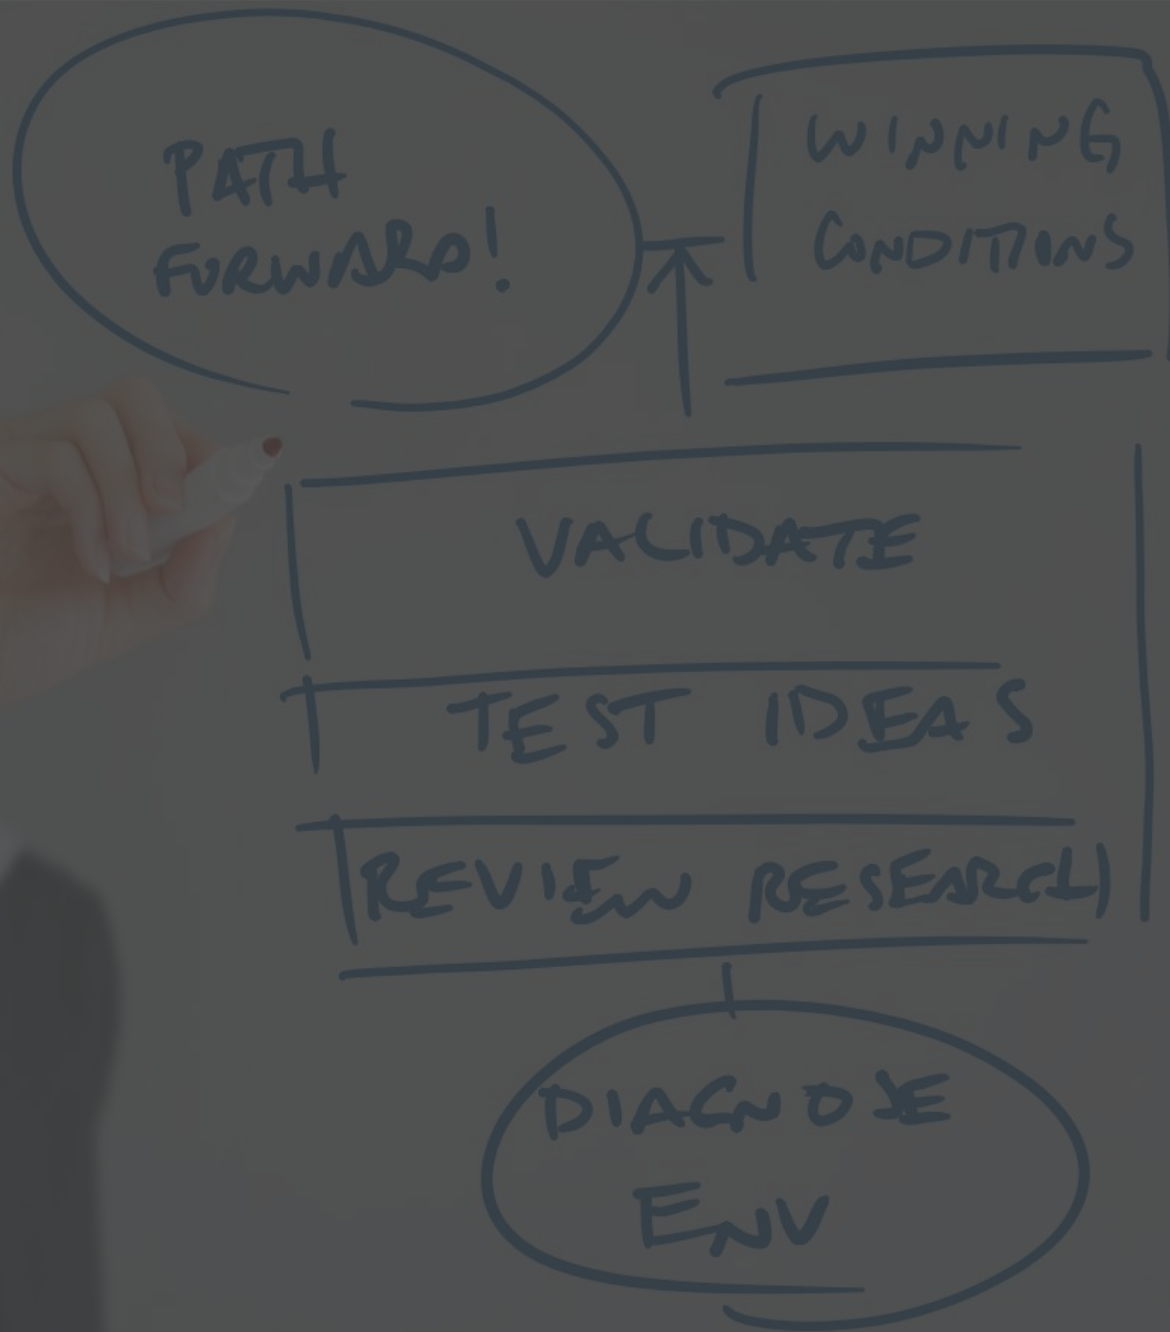 PATH
FORWARD!
WINNING
CONDITIONS
VALIDATE
TEST IDEAS
REVIEW RESEARCH
DIAGNOSE
ENV